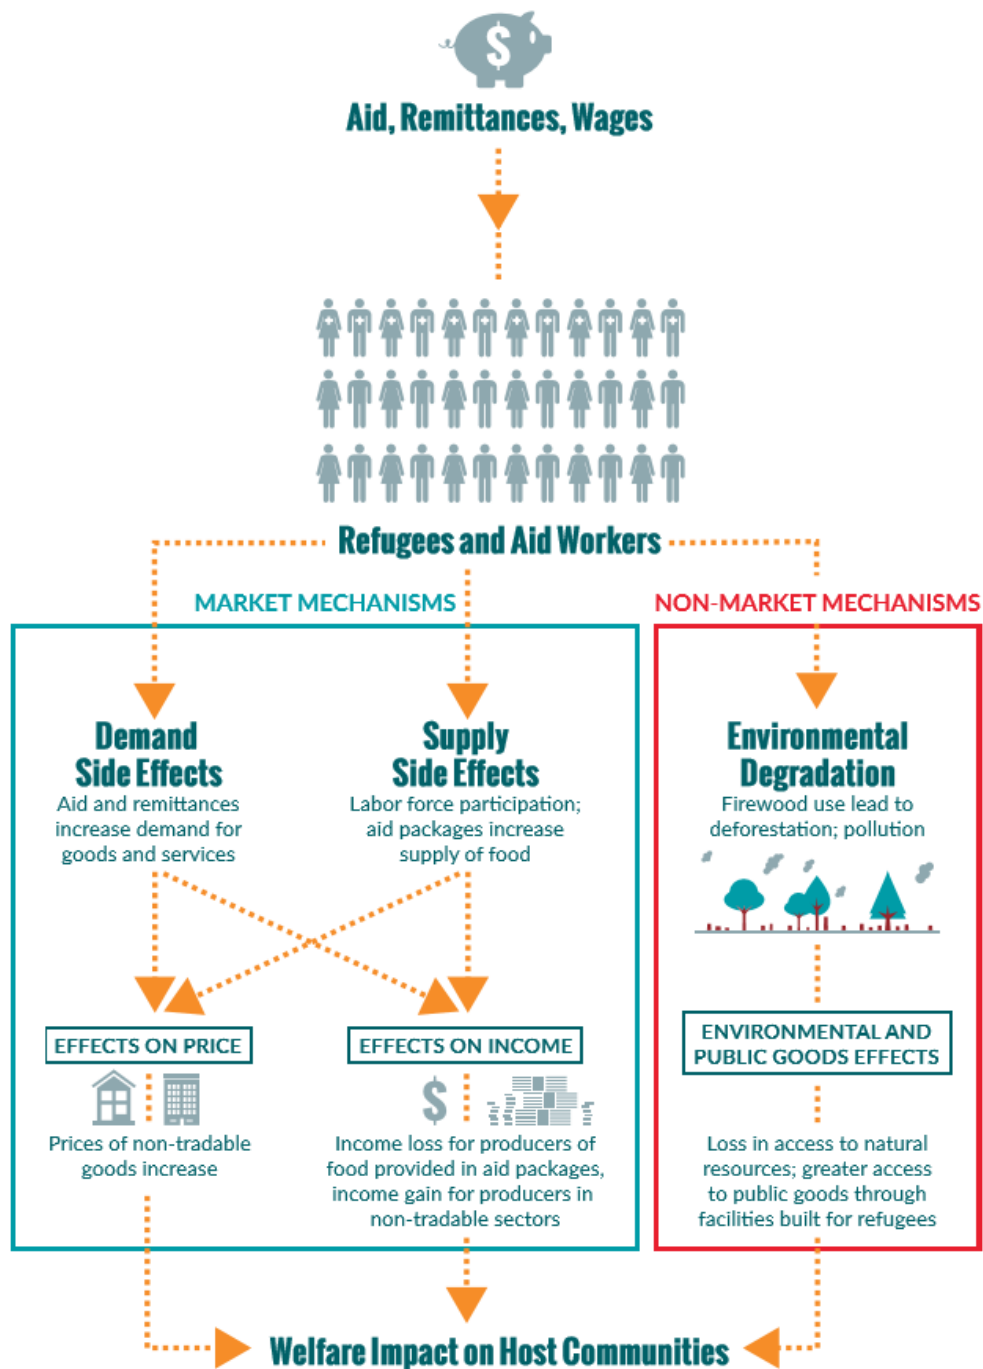 $
Aid, Remittances, Wages
Refugees and Aid Workers
MARKET MECHANISMS
NON-MARKET MECHANISMS
Demand
Side Effects
Aid and remittances
increase demand for
goods and services
Supply
Side Effects
Labor force participation;
aid packages increase
supply of food
Environmental
Degradation
Firewood use lead to
deforestation; pollution
EFFECTS ON PRICE
Prices of non-tradable
goods increase
EFFECTS ON INCOME
$
Income loss for producers of
food provided in aid packages,
income gain for producers in
non-tradable sectors
ENVIRONMENTAL AND
PUBLIC GOODS EFFECTS
Loss in access to natural
resources; greater access
to public goods through
facilities built for refugees
Welfare Impact on Host Communities